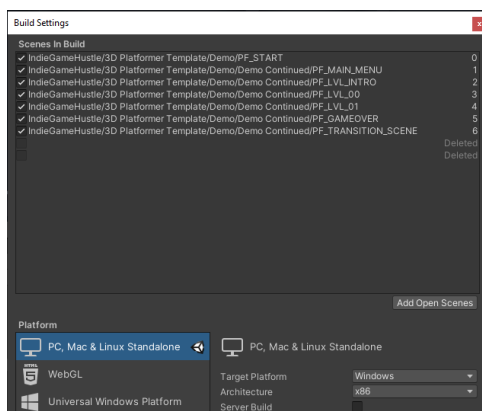 Build Settings
x
Scenes In Build
IndieGameHustle/3D Platformer Template/Demo/PF_START 0
IndieGameHustle/3D Platformer Template/Demo/Demo Continued/PF_MAIN_MENU 1
IndieGameHustle/3D Platformer Template/Demo/Demo Continued/PF_LVL_INTRO 2
IndieGameHustle/3D Platformer Template/Demo/Demo Continued/PF_LVL_00 3
IndieGameHustle/3D Platformer Template/Demo/Demo Continued/PF_LVL_01 4
IndieGameHustle/3D Platformer Template/Demo/Demo Continued/PF_GAMEOVER 5
IndieGameHustle/3D Platformer Template/Demo/Demo Continued/PF_TRANSITION_SCENE 6
Deleted
Deleted
Add Open Scenes
Platform
PC, Mac & Linux Standalone
PC, Mac & Linux Standalone
HTML
5
WebGL
Target Platform Windows
Architecture x86
Universal Windows Platform
Server Build